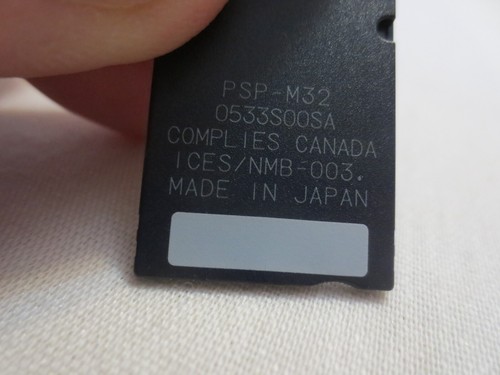 PSP-M32
0533S00SA
COMPLIES CANADA
ICES/NMB-003.
MADE IN JAPAN